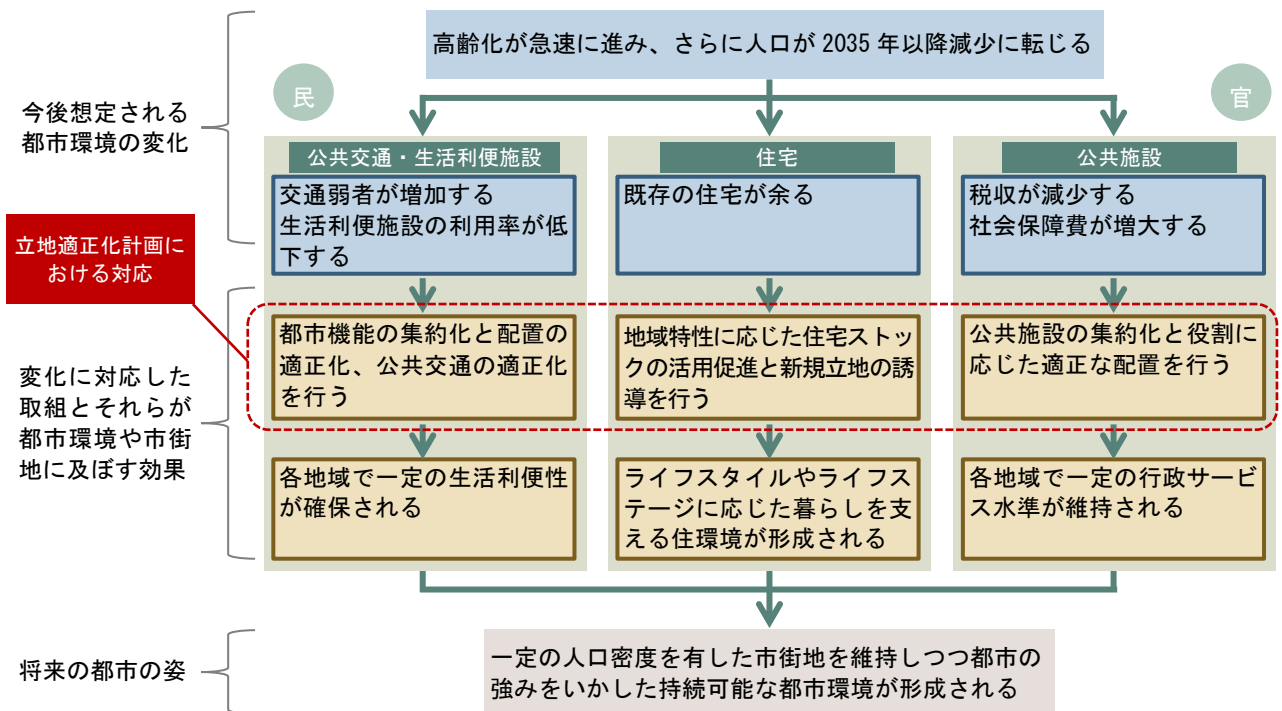 高齢化が急速に進み、さらに人口が 2035 年以降減少に転じる
民
官
今後想定される
都市環境の変化
公共交通・生活利便施設
交通弱者が増加する
生活利便施設の利用率が低
下する
住宅
既存の住宅が余る
公共施設
税収が減少する
社会保障費が増大する
立地適正化計画に
おける対応
変化に対応した
取組とそれらが
都市環境や市街
地に及ぼす効果
都市機能の集約化と配置の
適正化、公共交通の適正化
を行う
地域特性に応じた住宅ストッ
クの活用促進と新規立地の誘
導を行う
公共施設の集約化と役割に
応じた適正な配置を行う
各地域で一定の生活利便性
が確保される
ライフスタイルやライフス
テージに応じた暮らしを支
える住環境が形成される
各地域で一定の行政サービ
ス水準が維持される
将来の都市の姿
一定の人口密度を有した市街地を維持しつつ都市の
強みをいかした持続可能な都市環境が形成される